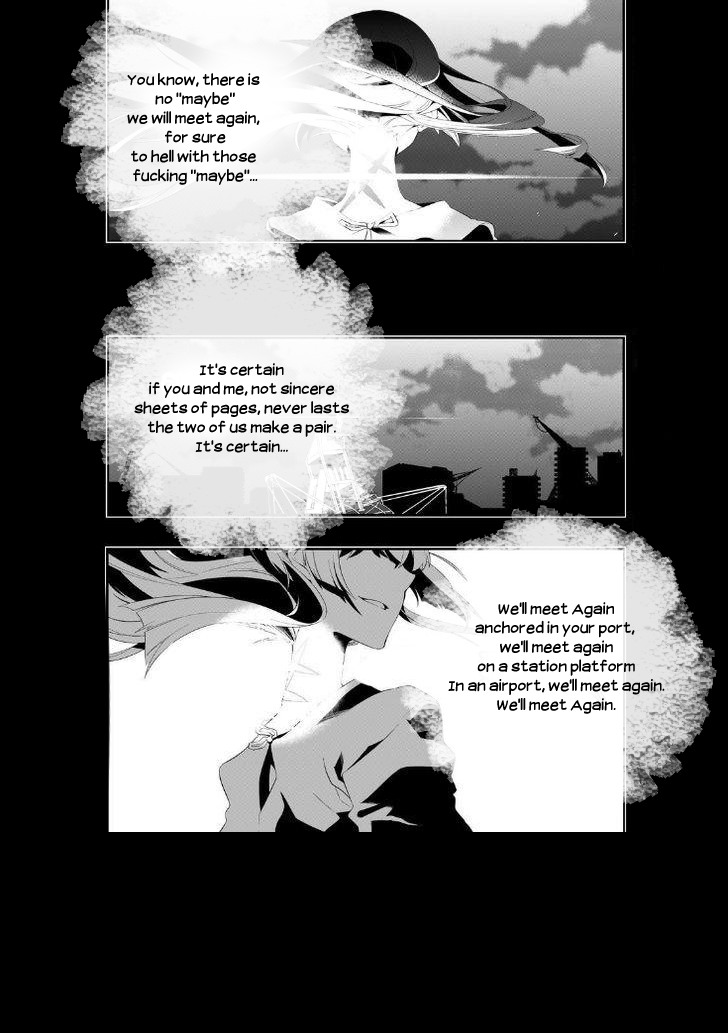 You know, there is
no "maybe"
we will meet again,
for sure
to hell with those
fucking "maybe"...
It's certain
if you and me, not sincere
sheets of pages, never lasts
the two of us make a pair.
It's certain...
We'll meet Again
anchored in your port,
we'll meet again
on a station platform
In an airport, we'll meet again.
We'll meet Again.